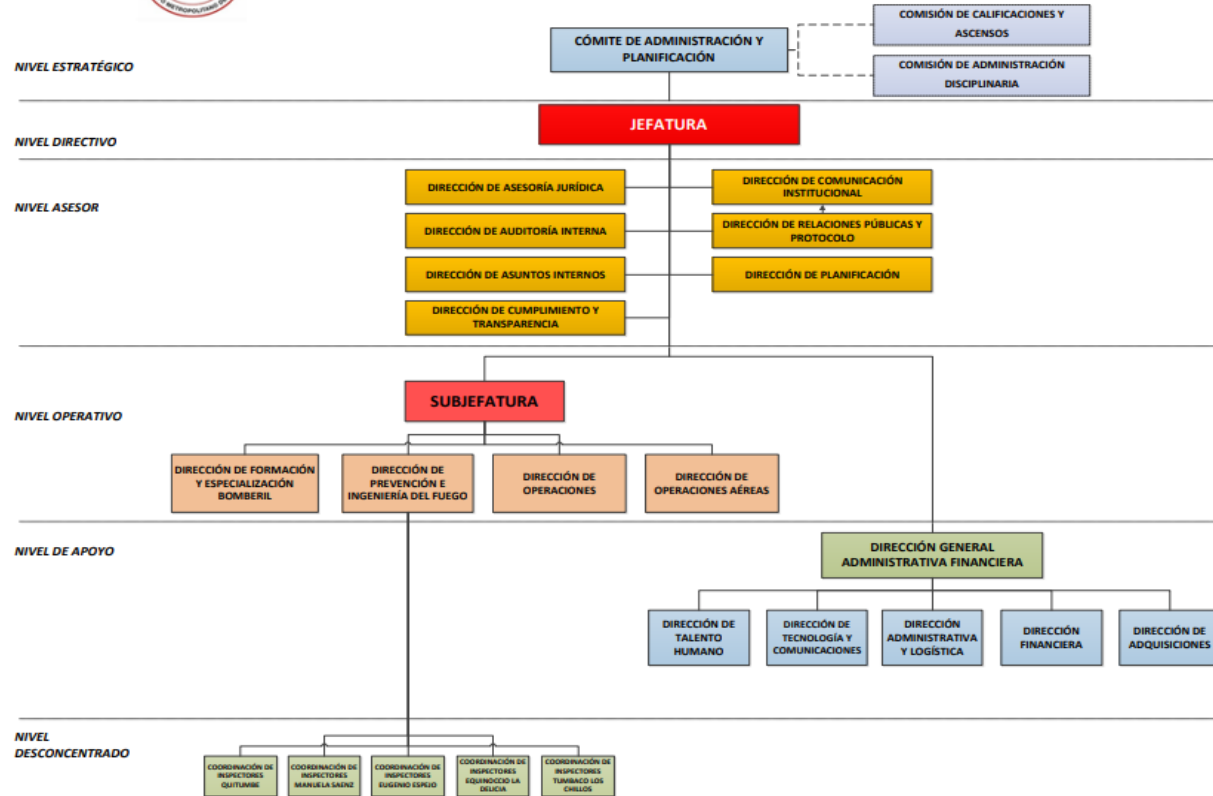 METROPOLITANO
COMISIÓN DE CALIFICACIONES Y
ASCENSOS
CÓMITE DE ADMINISTRACIÓN Y
PLANIFICACIÓN
NIVEL ESTRATÉGICO
COMISIÓN DE ADMINISTRACIÓN
DISCIPLINARIA
JEFATURA
NIVEL DIRECTIVO
DIRECCIÓN DE ASESORÍA JURÍDICA
DIRECCIÓN DE COMUNICACIÓN
INSTITUCIONAL
NIVEL ASESOR
DIRECCIÓN DE AUDITORÍA INTERNA
DIRECCIÓN DE RELACIONES PÚBLICAS Y
PROTOCOLO
DIRECCIÓN DE ASUNTOS INTERNOS
DIRECCIÓN DE PLANIFICACIÓN
DIRECCIÓN DE CUMPLIMIENTO Y
TRANSPARENCIA
SUBJEFATURA
NIVEL OPERATIVO
DIRECCIÓN DE FORMACIÓN
Y ESPECIALIZACIÓN
BOMBERIL
DIRECCIÓN DE
PREVENCIÓN E
INGENIERÍA DEL FUEGO
DIRECCIÓN DE
OPERACIONES
DIRECCIÓN DE
OPERACIONES AÉREAS
NIVEL DE APOYO
DIRECCIÓN GENERAL
ADMINISTRATIVA FINANCIERA
DIRECCIÓN DE
TALENTO
HUMANO
DIRECCIÓN DE
TECNOLOGÍA Y
COMUNICACIONES
DIRECCIÓN
ADMINISTRATIVA
Y LOGÍSTICA
DIRECCIÓN
FINANCIERA
DIRECCIÓN DE
ADQUISICIONES
NIVEL
DESCONCENTRADO
COORDINACIÓN DE
INSPECTORES
QUITUMBE
COORDINACIÓN DE
INSPECTORES
MANUELA SAENZ
COORDINACIÓN DE
INSPECTORES
EUGENIO ESPEJO
COORDINACIÓN DE
INSPECTORES
EQUINOCCIO LA
DELICIA
COORDINACIÓN DE
INSPECTORES
TUMBACO LOS
CHILLOS